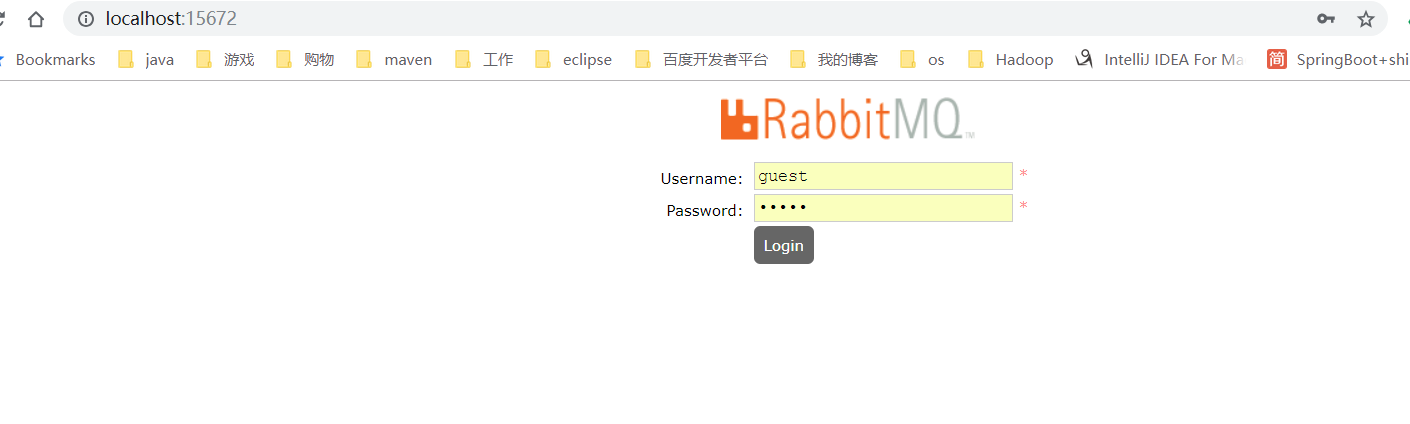 localhost:15672
Bookmarks java 游戏 购物 maven 工作 eclipse 百度开发者平台 我的博客 os Hadoop IntelliJ IDEA For Ma 简 SpringBoot+shi
RabbitMQ™
Username: guest *
Password: ••••• *
Login